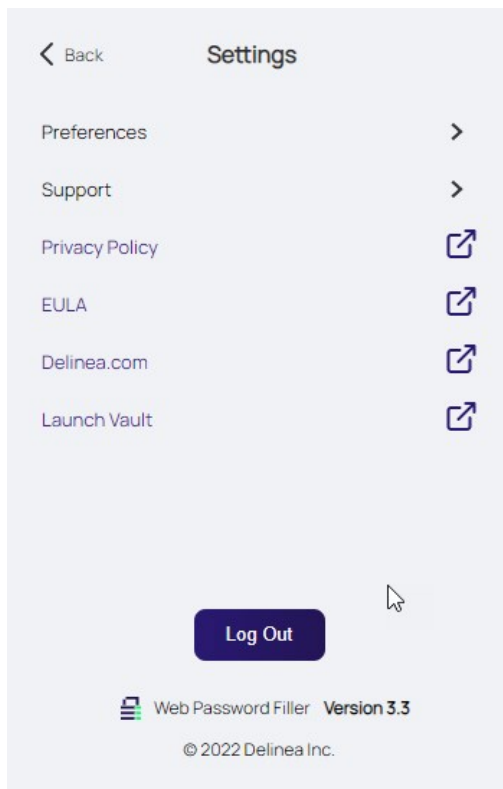 Back Settings
Preferences
Support
Privacy Policy
EULA
Delinea.com
Launch Vault
Log Out
Web Password Filler Version 3.3
© 2022 Delinea Inc.